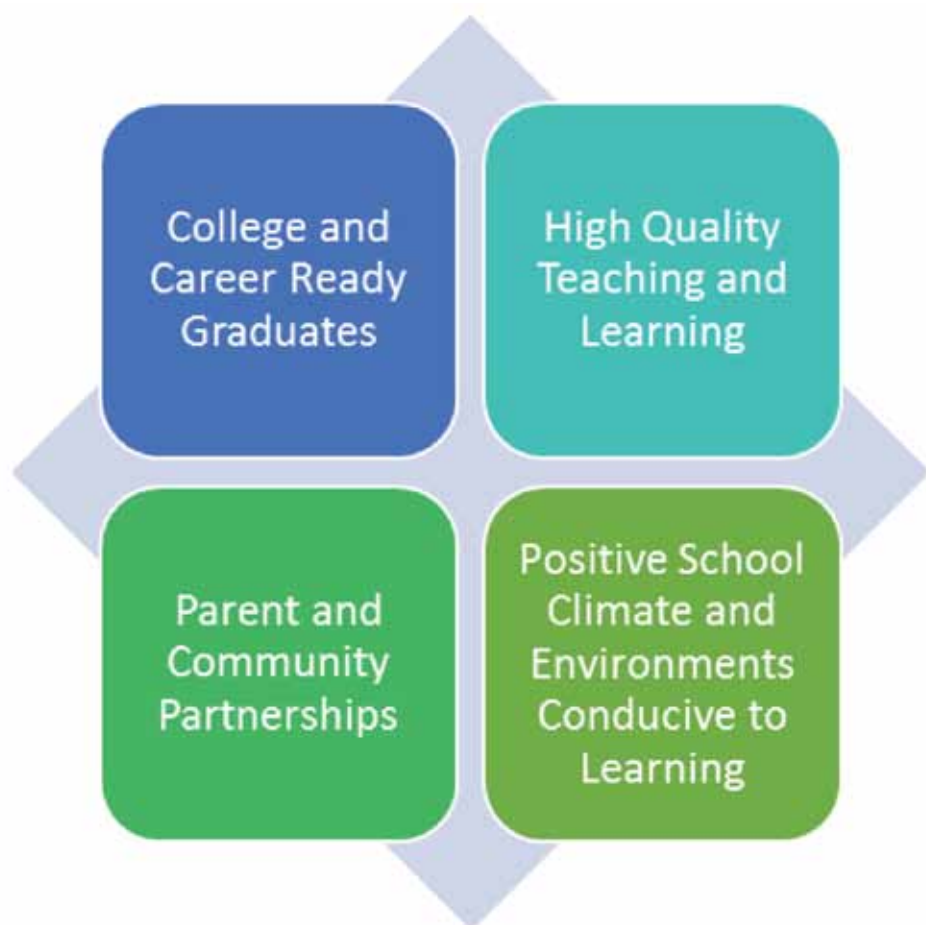 College and
Career Ready
Graduates
High Quality
Teaching and
Learning
Parent and
Community
Partnerships
Positive School
Climate and
Environments
Conducive to
Learning